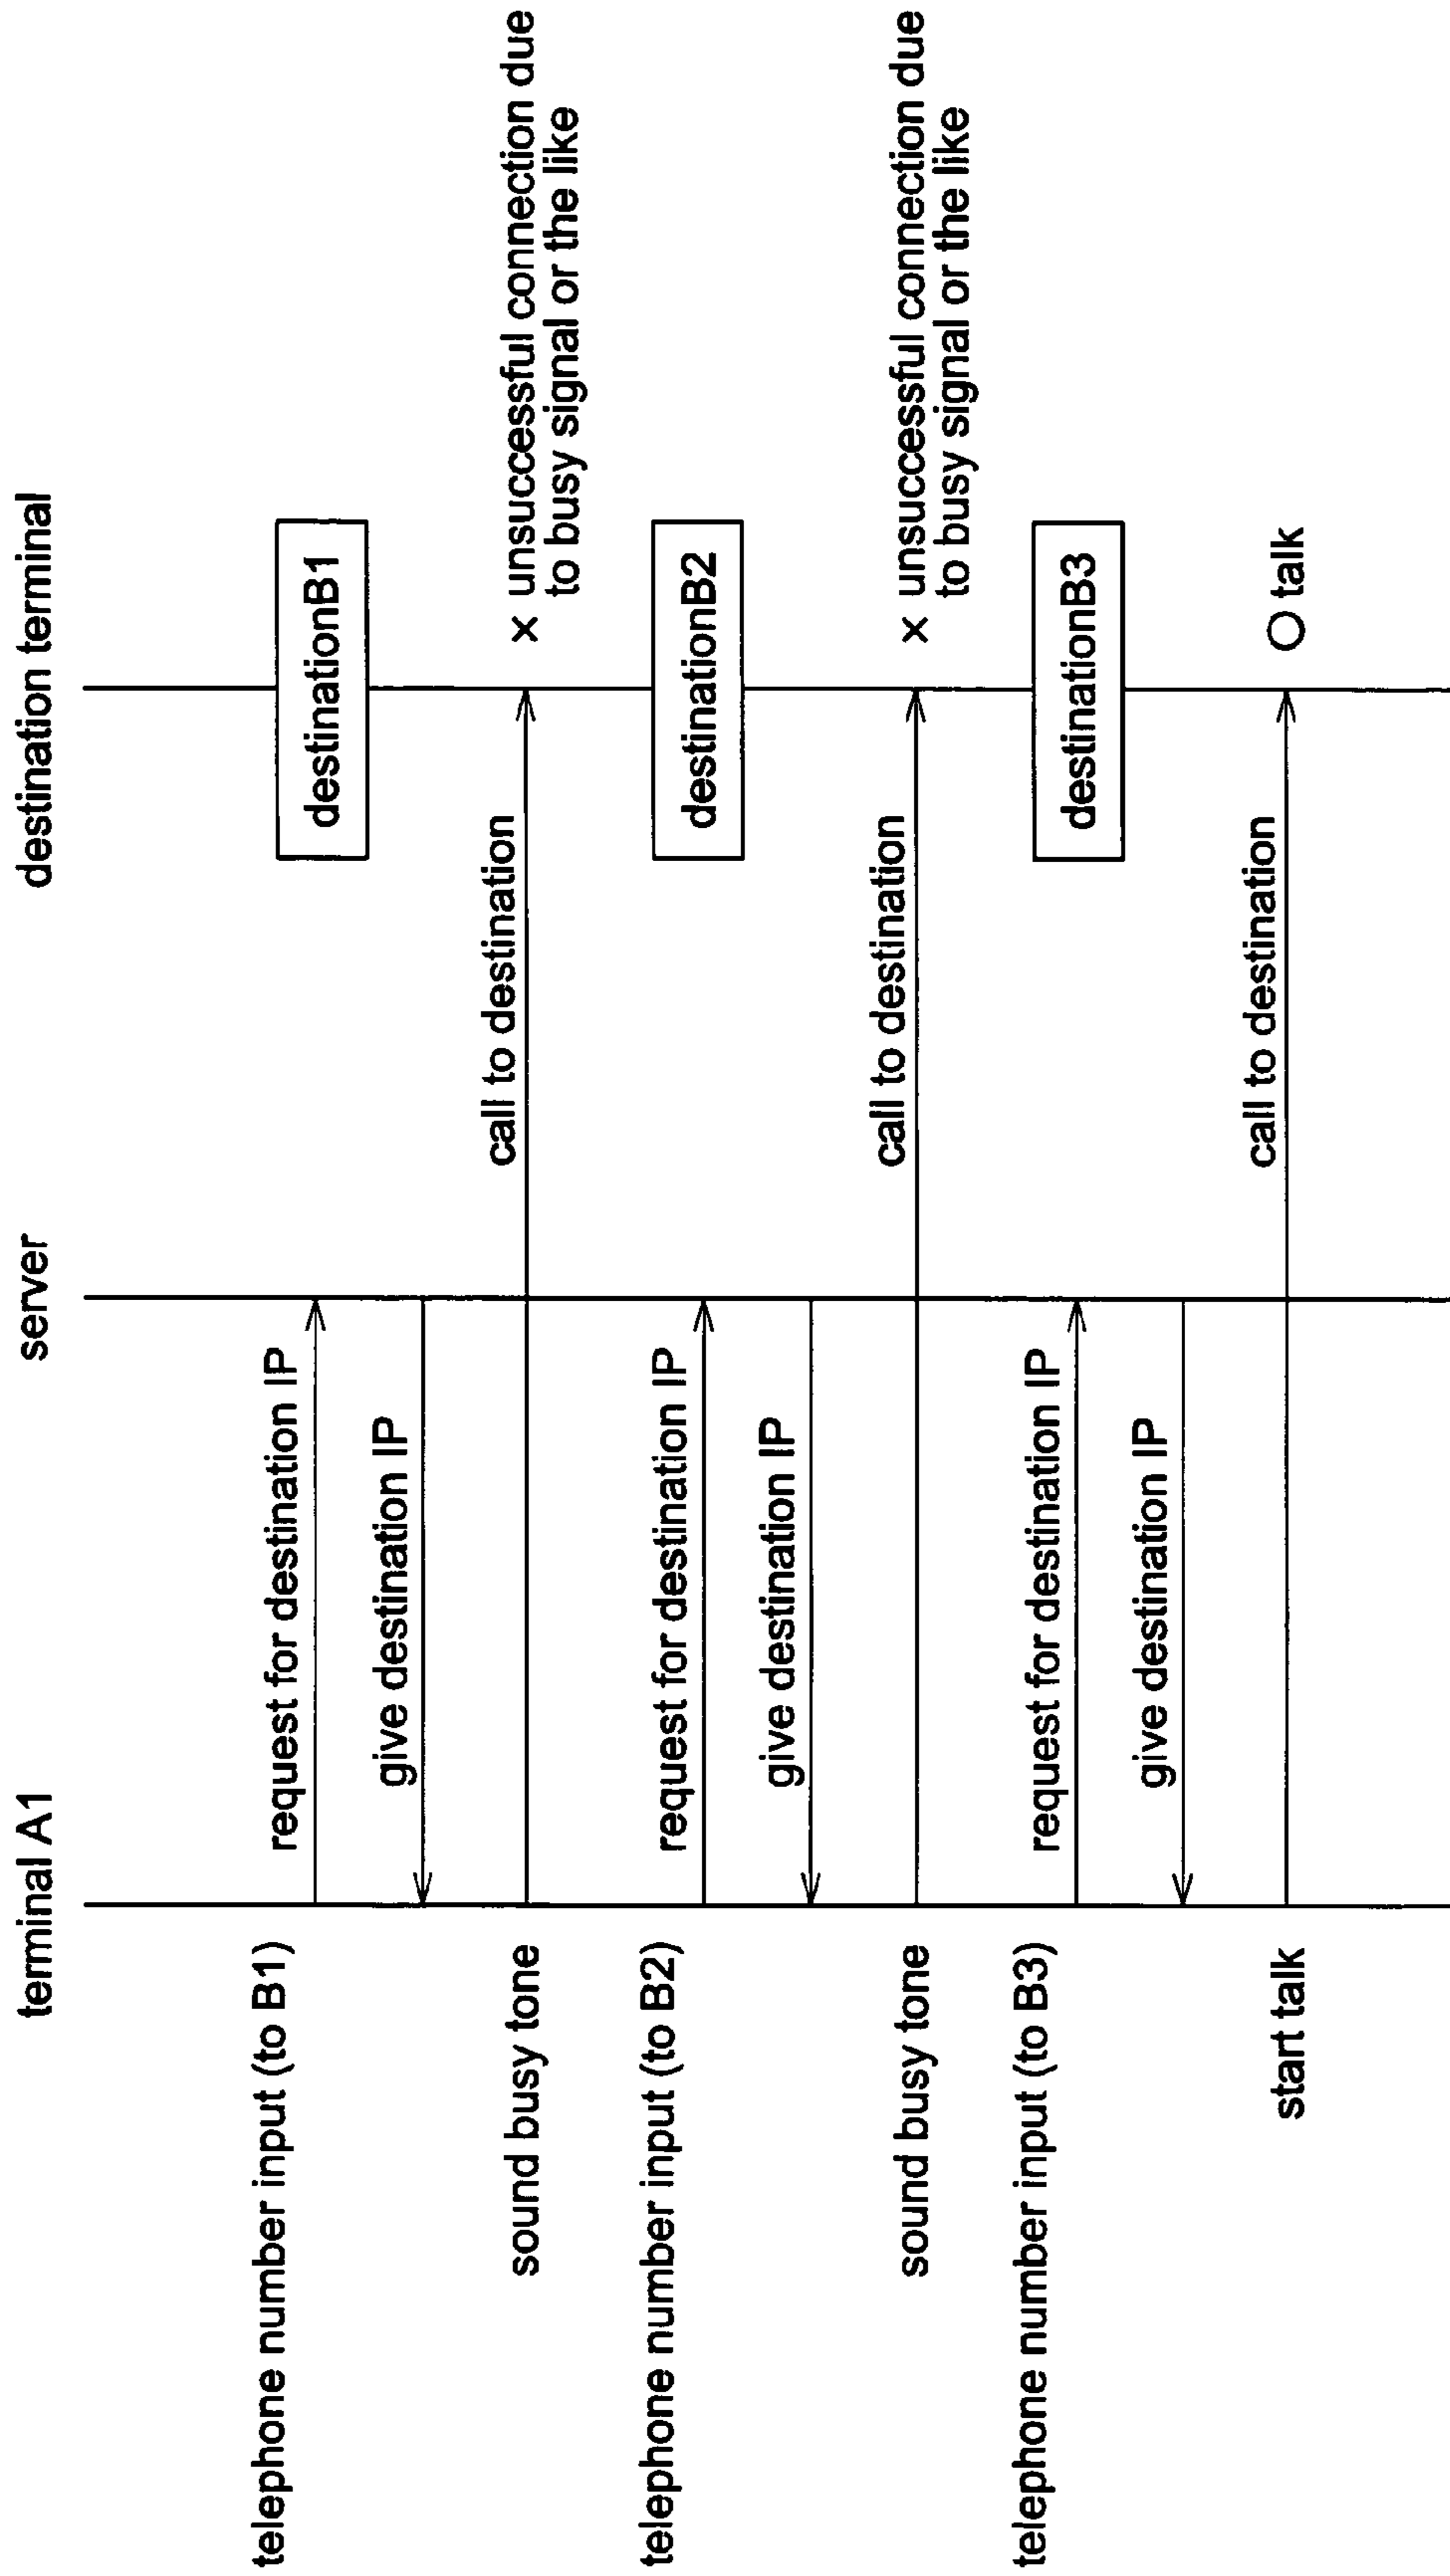 terminal A1
server
destination terminal
telephone number input (to B1)
request for destination IP
destinationB1
give destination IP
sound busy tone
call to destination
× unsuccessful connection due
to busy signal or the like
telephone number input (to B2)
request for destination IP
destinationB2
give destination IP
sound busy tone
call to destination
× unsuccessful connection due
to busy signal or the like
telephone number input (to B3)
request for destination IP
destinationB3
give destination IP
start talk
call to destination
○ talk